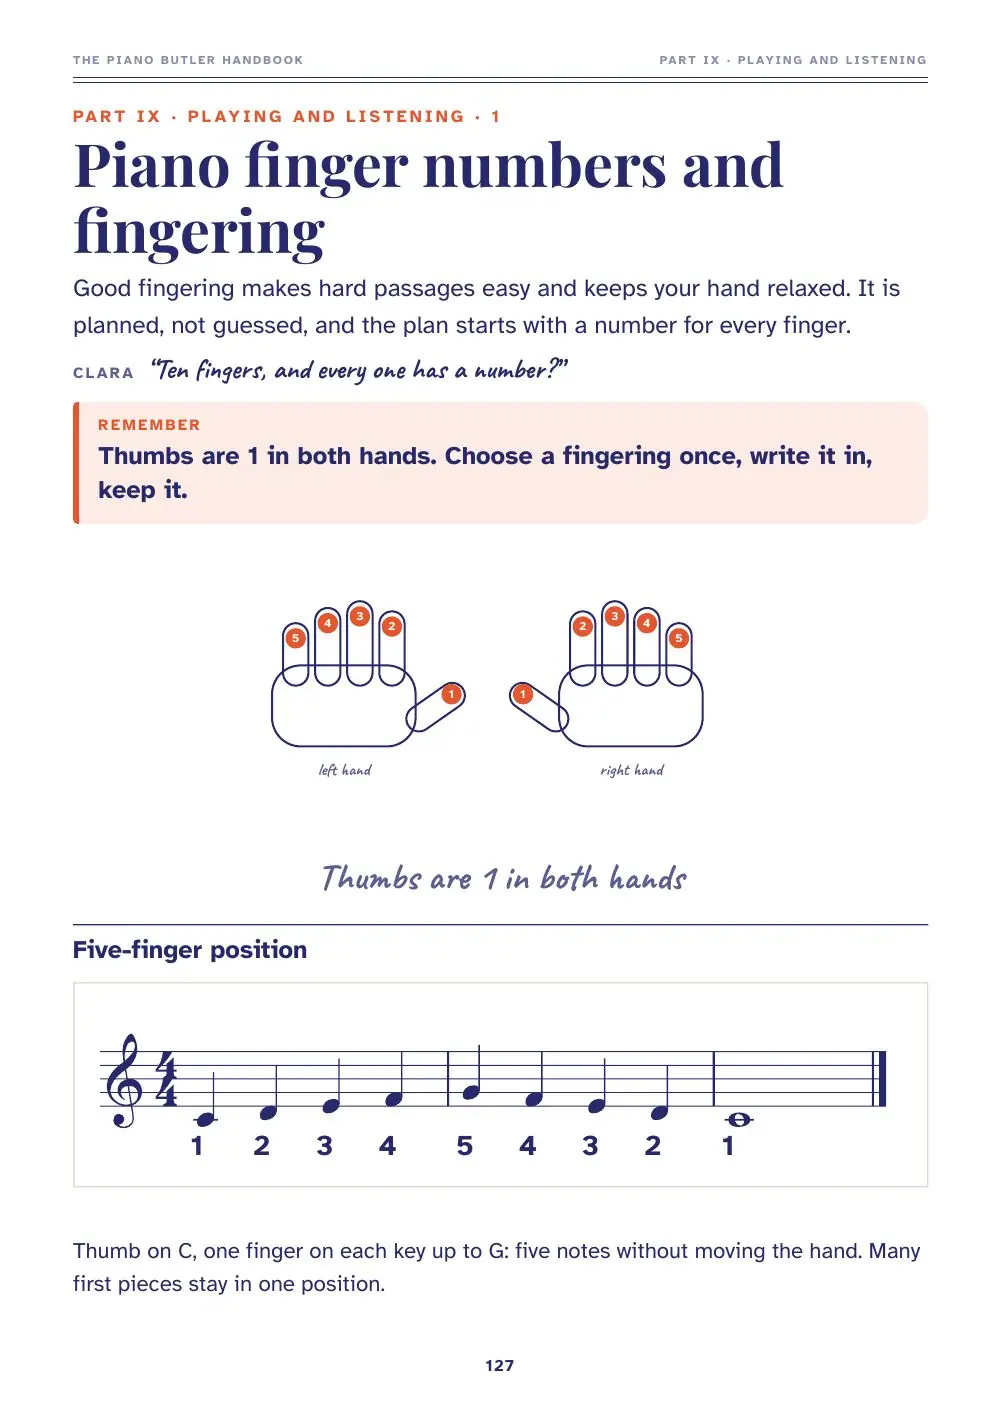 THE PIANO BUTLER HANDBOOK
PART IX · PLAYING AND LISTENING
PART IX · PLAYING AND LISTENING · 1
Piano finger numbers and
fingering
Good fingering makes hard passages easy and keeps your hand relaxed. It is
planned, not guessed, and the plan starts with a number for every finger.
CLARA “Ten fingers, and every one has a number?”
REMEMBER
Thumbs are 1 in both hands. Choose a fingering once, write it in,
keep it.
5 4 3 2 1
1 2 3 4 5
left hand
right hand
Thumbs are 1 in both hands
Five-finger position
4
4
1 2 3 4 5 4 3 2 1
Thumb on C, one finger on each key up to G: five notes without moving the hand. Many
first pieces stay in one position.
127